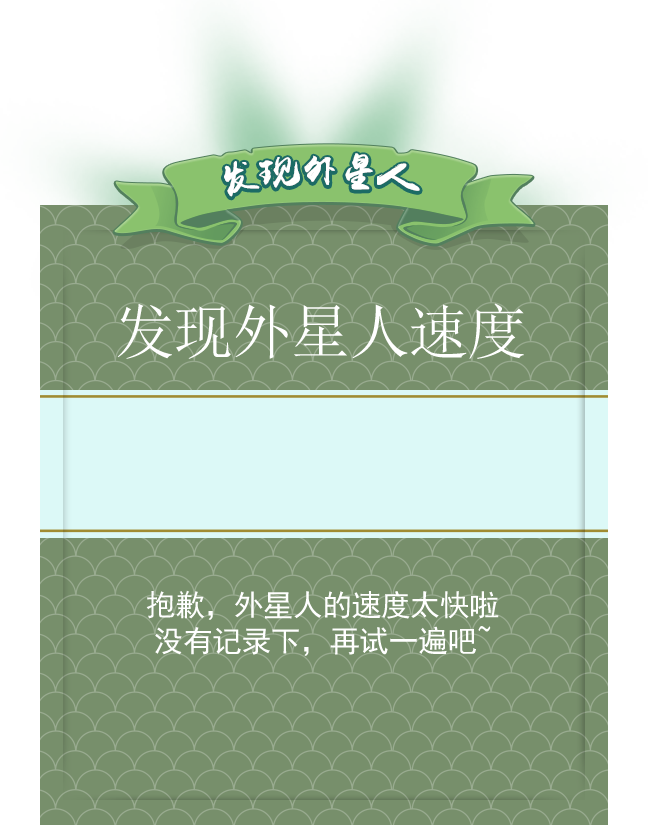 发现外星人
发现外星人速度
抱歉，外星人的速度太快啦
没有记录下，再试一遍吧~